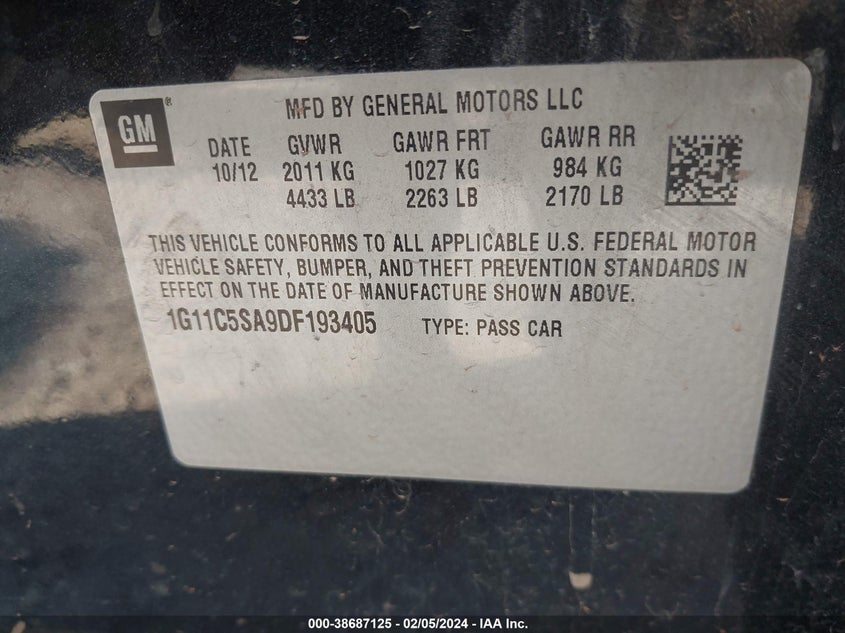 GM ®
MFD BY GENERAL MOTORS LLC
DATE GVWR GAWR FRT GAWR RR
10/12 2011 KG 1027 KG 984 KG
4433 LB 2263 LB 2170 LB
THIS VEHICLE CONFORMS TO ALL APPLICABLE U.S. FEDERAL MOTOR
VEHICLE SAFETY, BUMPER, AND THEFT PREVENTION STANDARDS IN
EFFECT ON THE DATE OF MANUFACTURE SHOWN ABOVE.
1G11C5SA9DF193405 TYPE: PASS CAR
000-38687125 - 02/05/2024 - IAA Inc.